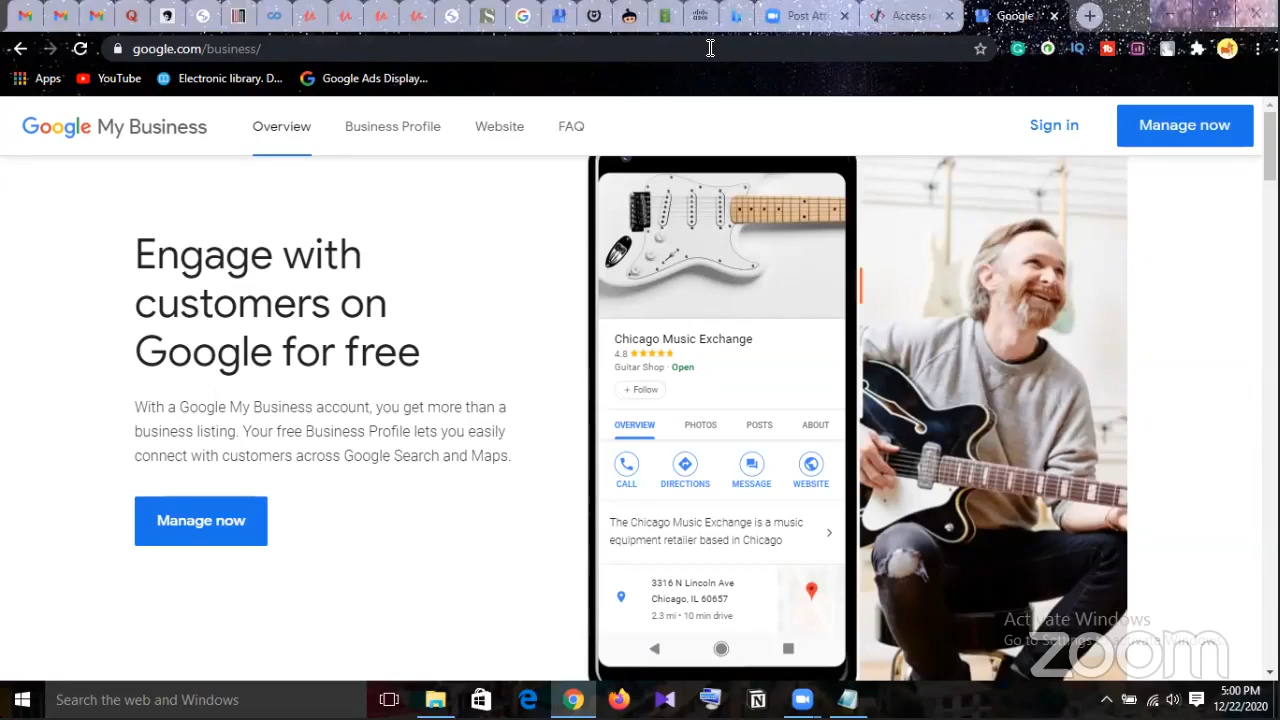 Post Att
Access
Google
google.com/business/
Apps
YouTube
Electronic library. D...
Google Ads Display...
Google My Business
Overview
Business Profile
Website
FAQ
Sign in
Manage now
Engage with
customers on
Google for free
With a Google My Business account, you get more than a
business listing. Your free Business Profile lets you easily
connect with customers across Google Search and Maps.
Manage now
Chicago Music Exchange
4.8
Guitar Shop · Open
+ Follow
OVERVIEW
PHOTOS
POSTS
ABOUT
CALL
DIRECTIONS
MESSAGE
WEBSITE
The Chicago Music Exchange is a music
equipment retailer based in Chicago
3316 N Lincoln Ave
Chicago, IL 60657
2.3 mi • 10 min drive
Activate Windows
Go to Settings to activate Windows.
zoom
Search the web and Windows
5:00 PM
12/22/2020